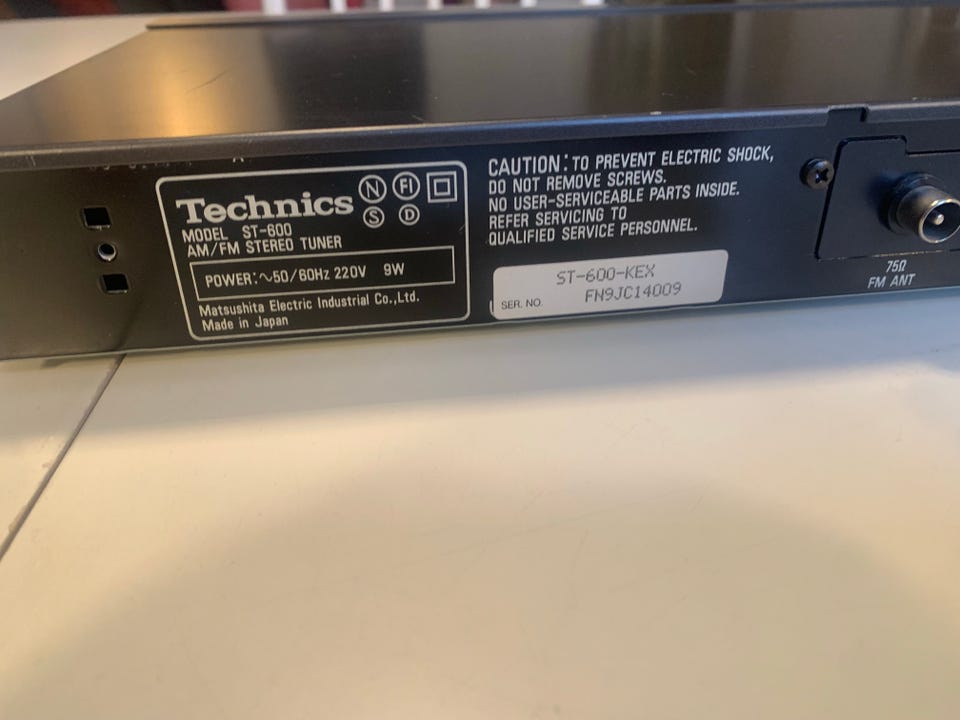 Technics
N FI
S D
MODEL ST-600
AM/FM STEREO TUNER
POWER:∼50/60Hz 220V 9W
Matsushita Electric Industrial Co.,Ltd.
Made in Japan
CAUTION: TO PREVENT ELECTRIC SHOCK,
DO NOT REMOVE SCREWS.
NO USER-SERVICEABLE PARTS INSIDE.
REFER SERVICING TO
QUALIFIED SERVICE PERSONNEL.
ST-600-KEX
SER. NO. FN9JC14009
75Ω
FM ANT